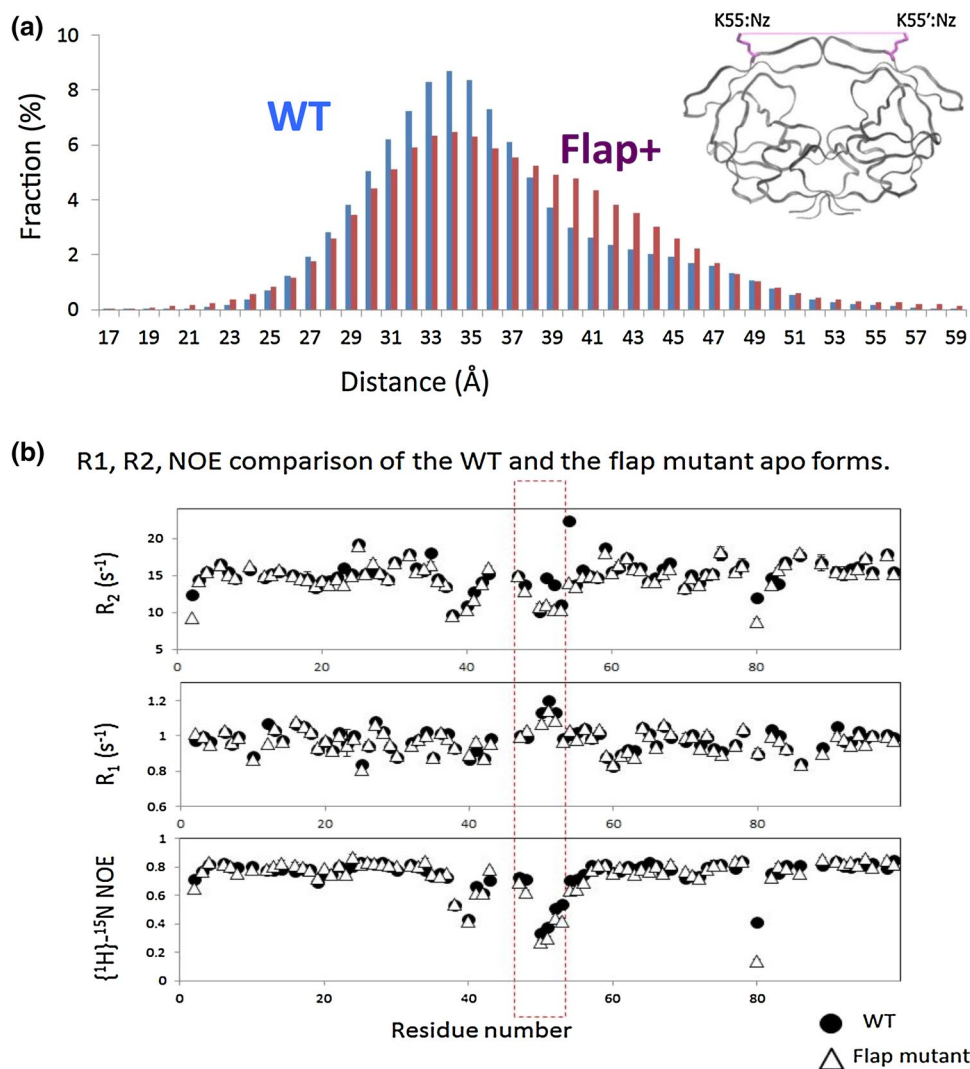 (a)
K55:Nz K55':Nz
10
8
6
4
2
0
Fraction (%)
WT
Flap+
17 19 21 23 25 27 29 31 33 35 37 39 41 43 45 47 49 51 53 55 57 59
Distance (Å)
(b) R1, R2, NOE comparison of the WT and the flap mutant apo forms.
R2 (s-1)
20
15
10
5
0 20 40 60 80
R1 (s-1)
1.2
1
0.8
0.6
0 20 40 60 80
{1H}-15N NOE
1
0.8
0.6
0.4
0.2
0
0 20 40 60 80
Residue number
WT
Flap mutant